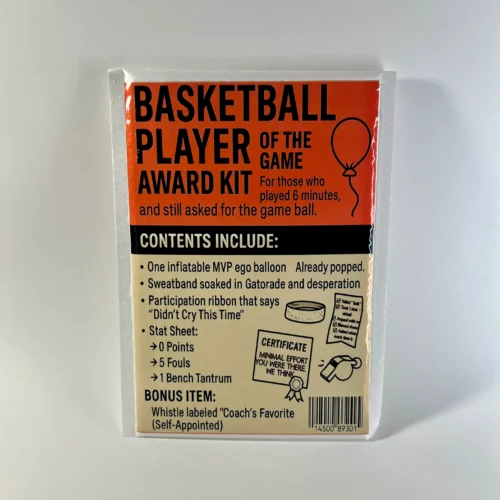 BASKETBALL
PLAYER OF THE GAME
AWARD KIT
For those who
played 6 minutes,
and still asked for the game ball.
CONTENTS INCLUDE:
• One inflatable MVP ego balloon Already popped.
• Sweatband soaked in Gatorade and desperation
• Participation ribbon that says
“Didn’t Cry This Time”
• Stat Sheet:
→ 0 Points
→ 5 Fouls
→ 1 Bench Tantrum
CERTIFICATE
MINIMAL EFFORT
YOU WERE THERE.
WE THINK.
BONUS ITEM:
Whistle labeled “Coach’s Favorite
(Self-Appointed)
14500 89301